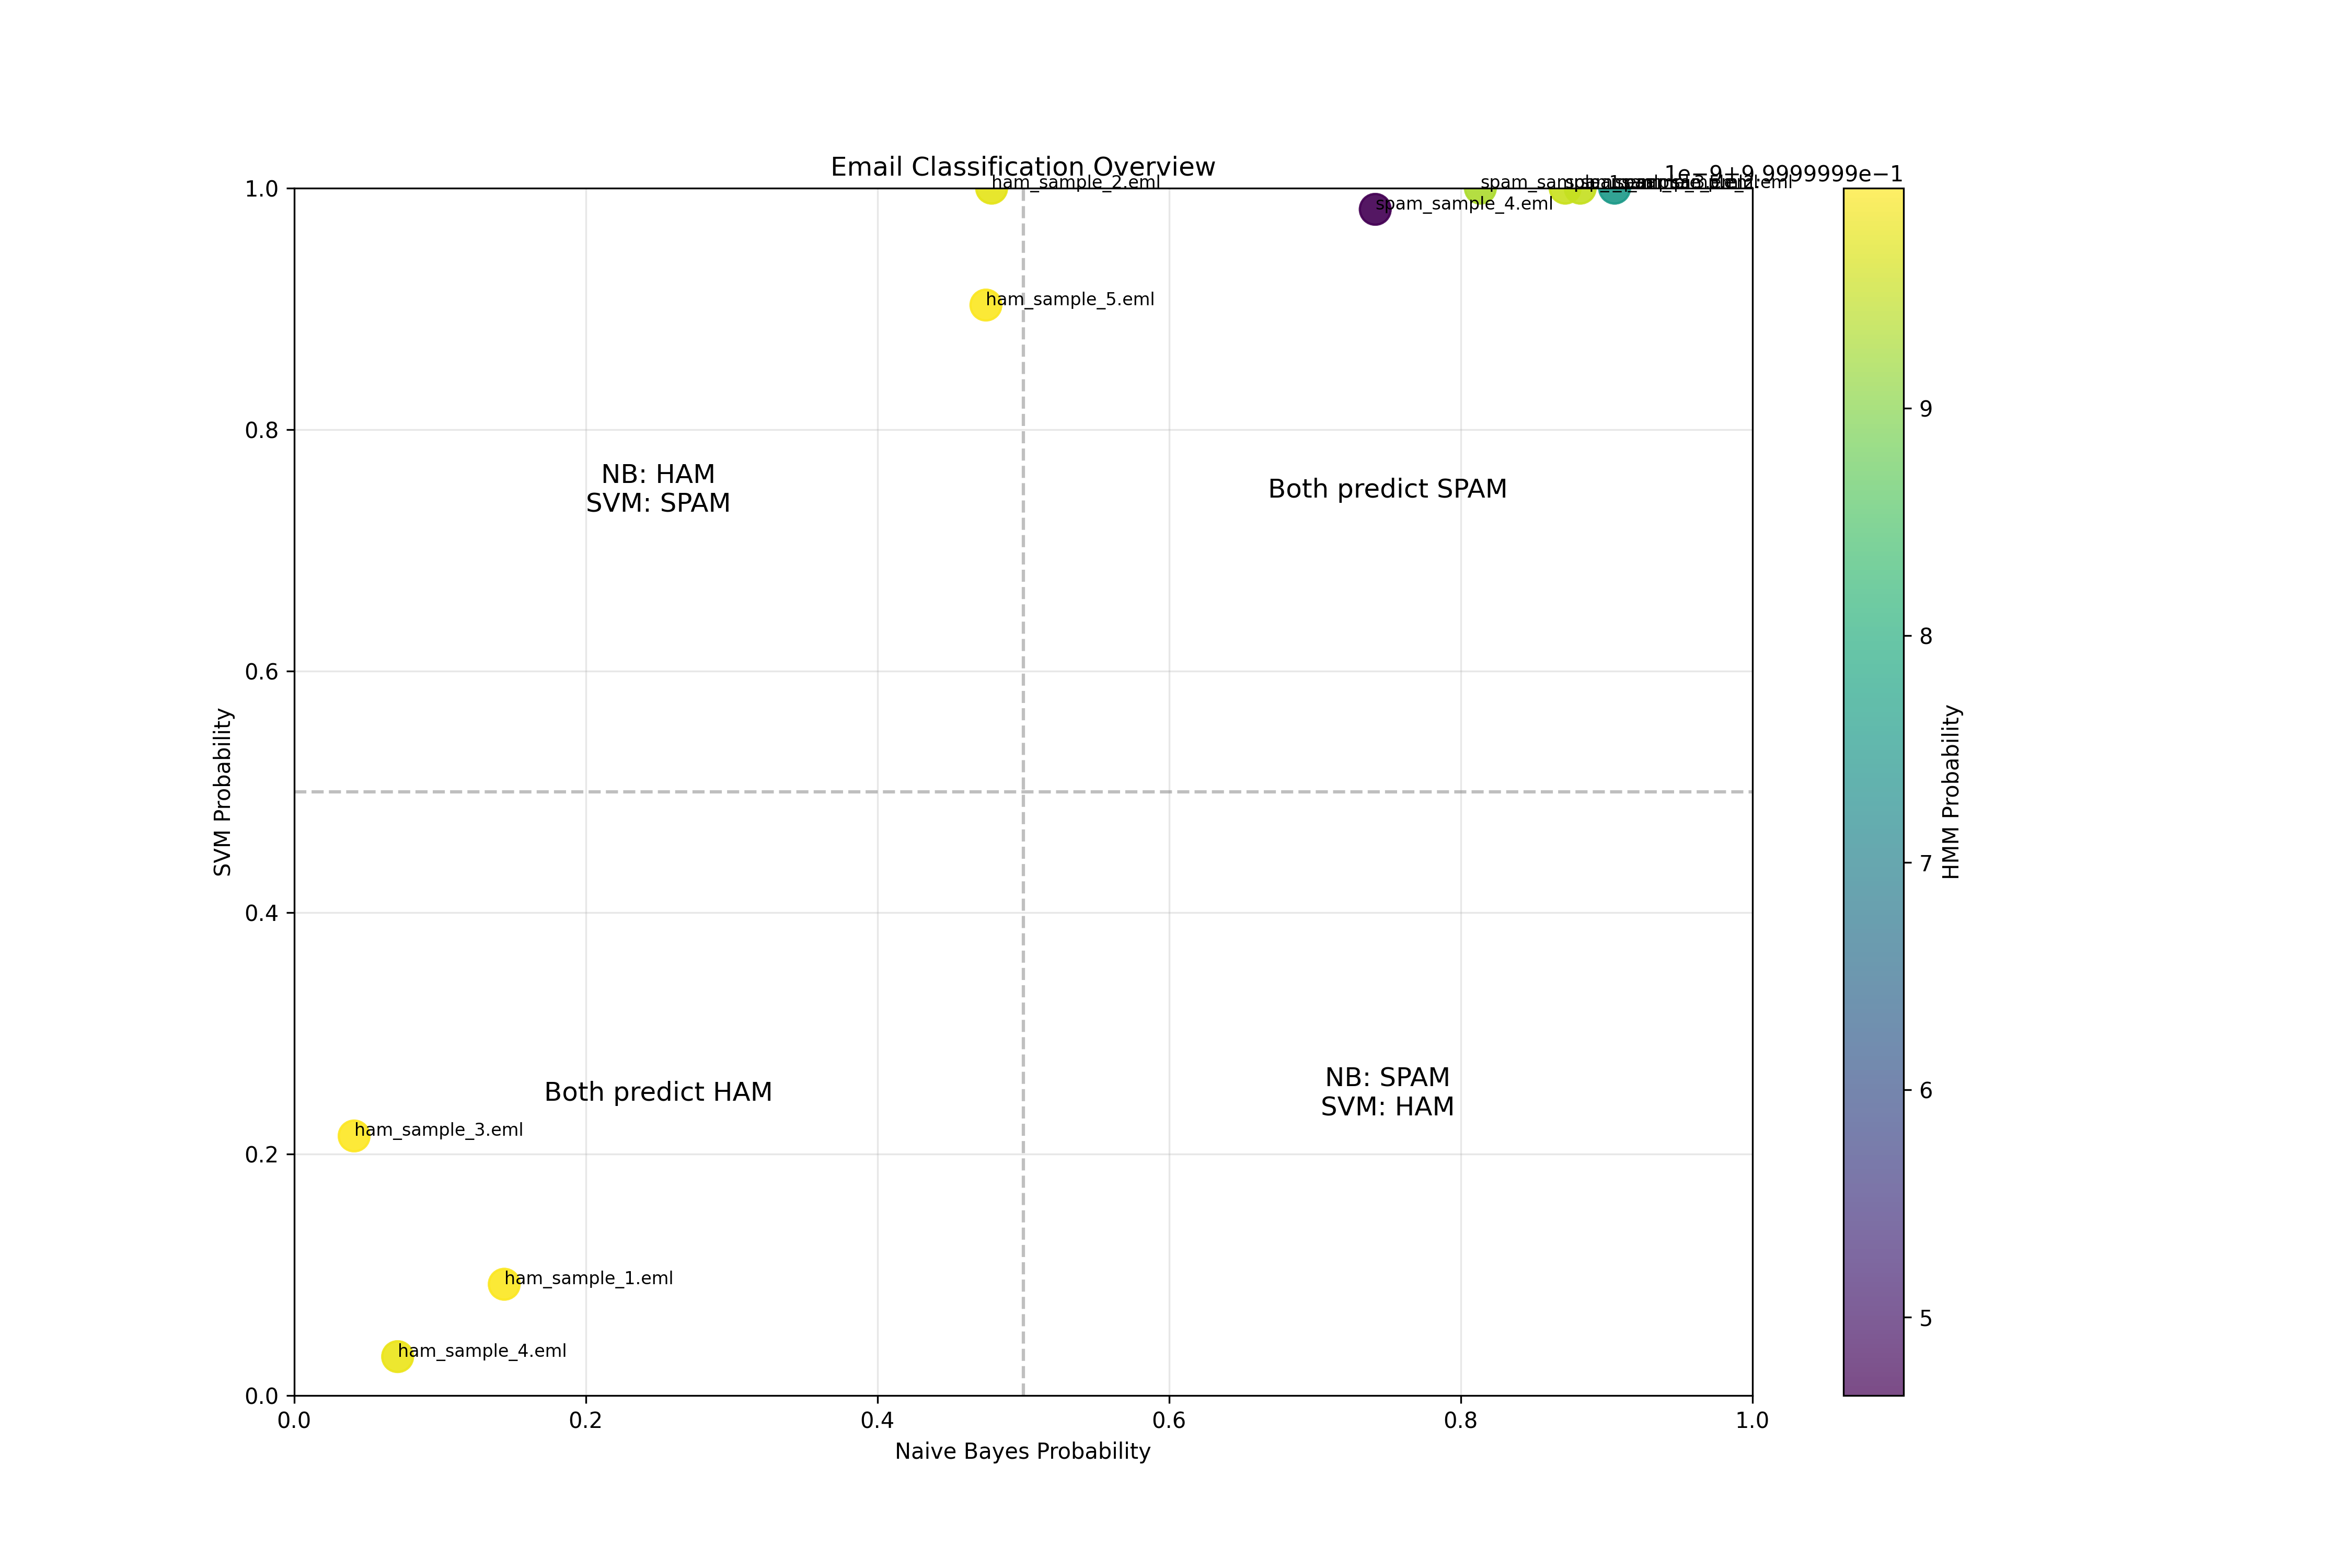 Email Classification Overview
1e−9+9.9999999e−1
1.0
ham_sample_2.eml
spam_sample_4.eml
ham_sample_5.eml
0.8
NB: HAM
SVM: SPAM
Both predict SPAM
0.6
SVM Probability
0.4
Both predict HAM
NB: SPAM
SVM: HAM
ham_sample_3.eml
0.2
ham_sample_1.eml
ham_sample_4.eml
0.0
0.0
0.2
0.4
0.6
0.8
1.0
Naive Bayes Probability
9
8
7
6
5
HMM Probability